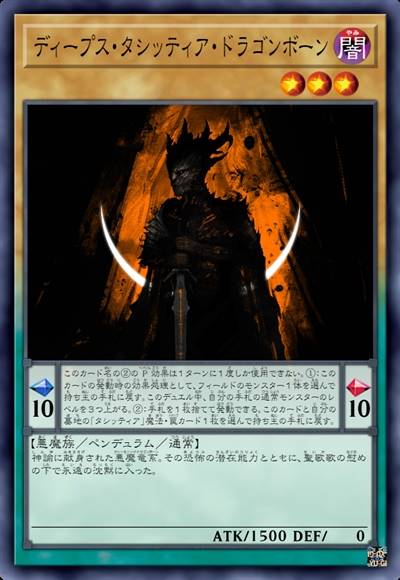 ディープス・タシッティア・ドラゴンボーン
闇
このカード名の②のP効果は1ターンに1度しか使用できない。①:この
カードの発動時の効果処理として、フィールドのモンスター1体を選んで
持ち主の手札に戻す。このデュエル中、自分の手札の通常モンスターの
レベルを3つ上がる。②:手札を1枚捨てて発動できる。このカードと自分の
墓地の「タシッティア」魔法・罠カード1枚を選んで持ち主の手札に戻す。
10
10
【悪魔族/ペンデュラム/通常】
神諭に献身された悪魔竜系。その恐怖の潜在能力とともに、聖歌歌の慰め
の下で永遠の沈黙に入った。
ATK/1500 DEF/ 0